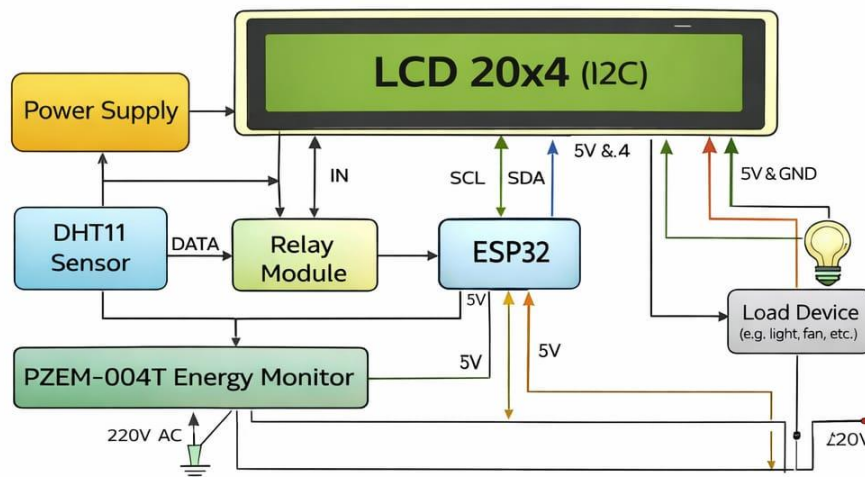 LCD 20x4 (I2C)
Power Supply
IN
SCL
SDA
5V &.4
5V & GND
DHT11
Sensor
DATA
Relay
Module
ESP32
5V
Load Device
(e.g. light, fan, etc.)
5V
5V
PZEM-004T Energy Monitor
220V AC
20V